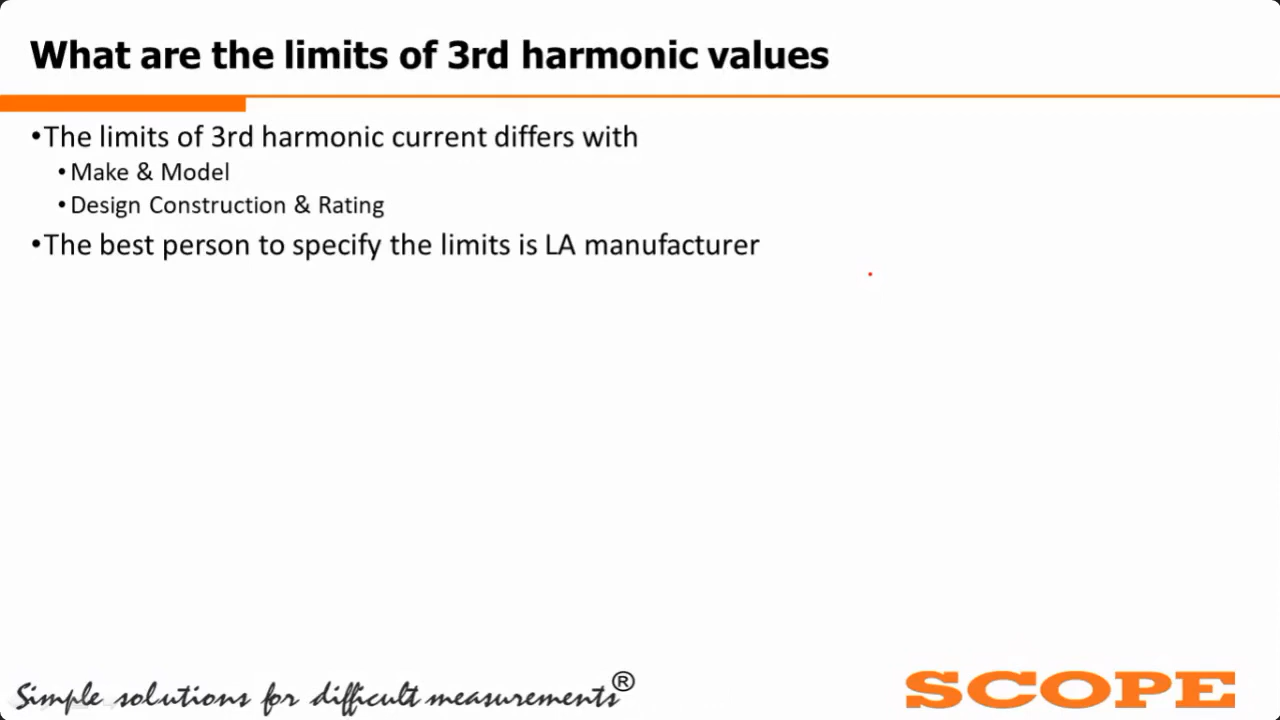 What are the limits of 3rd harmonic values
•The limits of 3rd harmonic current differs with
•Make & Model
•Design Construction & Rating
•The best person to specify the limits is LA manufacturer
Simple solutions for difficult measurements®
SCOPE